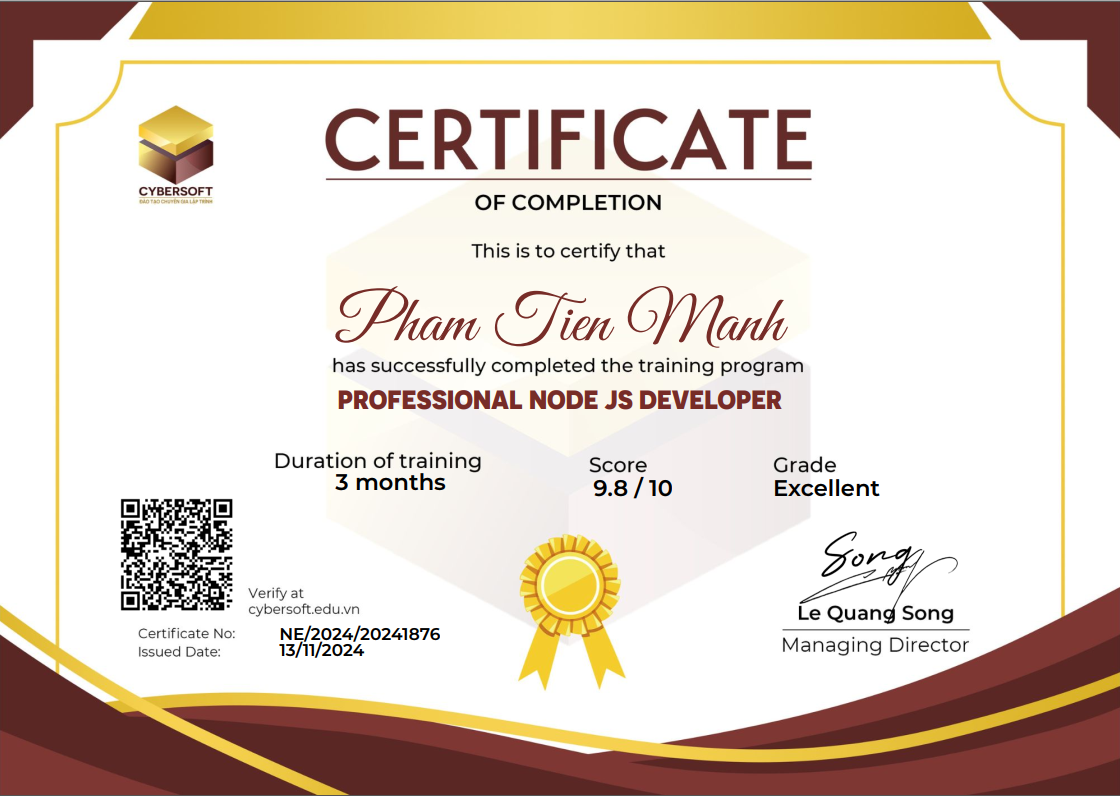 CERTIFICATE
CYBERSOFT
ĐÀO TẠO CHUYÊN GIA LẬP TRÌNH
OF COMPLETION
This is to certify that
Pham Tien Manh
has successfully completed the training program
PROFESSIONAL NODE JS DEVELOPER
Duration of training
3 months
Score
9.8 / 10
Grade
Excellent
Verify at
cybersoft.edu.vn
Certificate No: NE/2024/20241876
Issued Date: 13/11/2024
Song
Le Quang Song
Managing Director